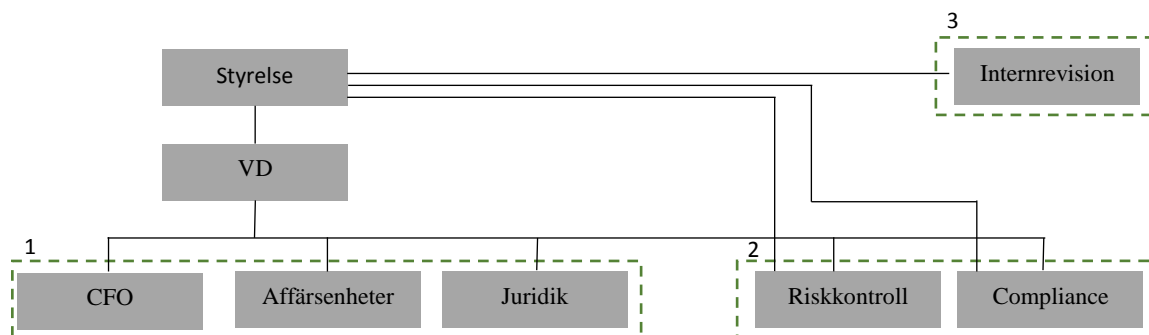 3
Styrelse
Internrevision
VD
1
2
CFO
Affärsenheter
Juridik
Riskkontroll
Compliance